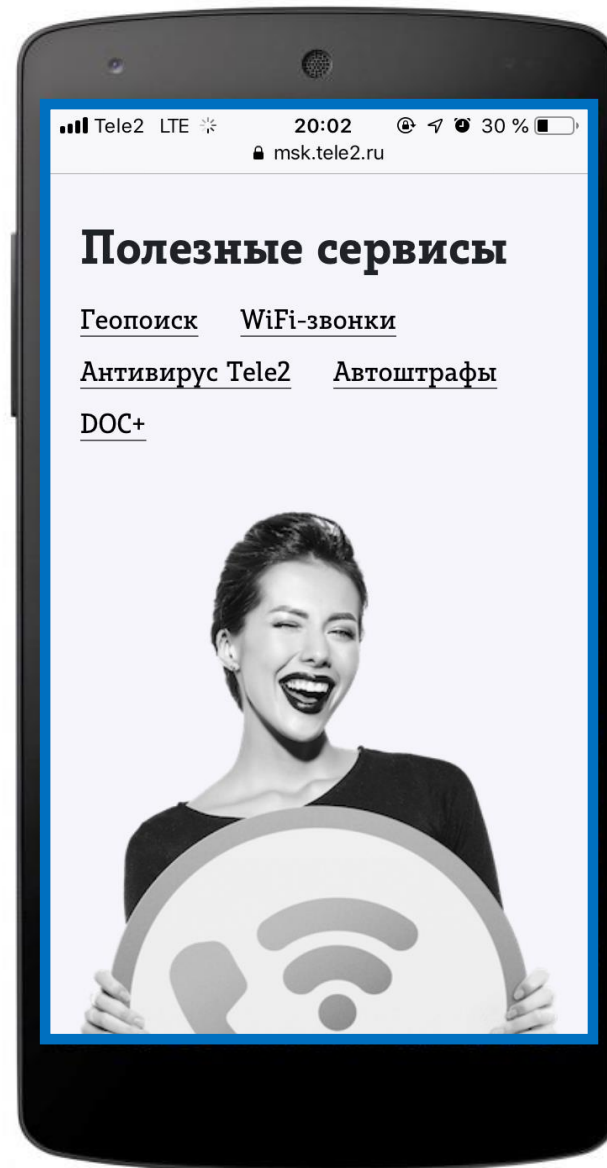 Tele2 LTE 20:02 30 %
msk.tele2.ru
Полезные сервисы
Геопоиск WiFi-звонки
Антивирус Tele2 Автоштрафы
DOC+